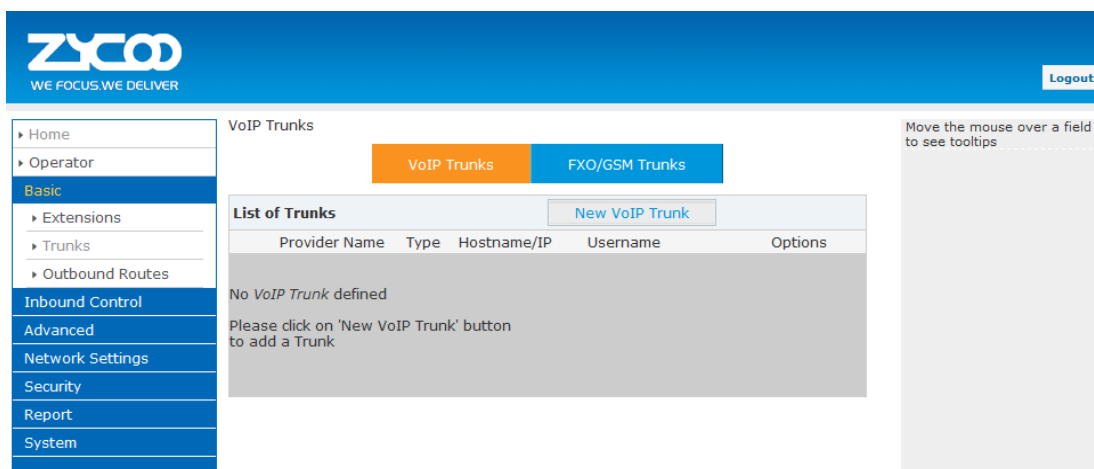 ZYCOO
WE FOCUS.WE DELIVER
Logout
Home
Operator
Basic
Extensions
Trunks
Outbound Routes
Inbound Control
Advanced
Network Settings
Security
Report
System
VoIP Trunks
VoIP Trunks
FXO/GSM Trunks
List of Trunks
New VoIP Trunk
Provider Name Type Hostname/IP Username Options
No VoIP Trunk defined
Please click on 'New VoIP Trunk' button
to add a Trunk
Move the mouse over a field
to see tooltips